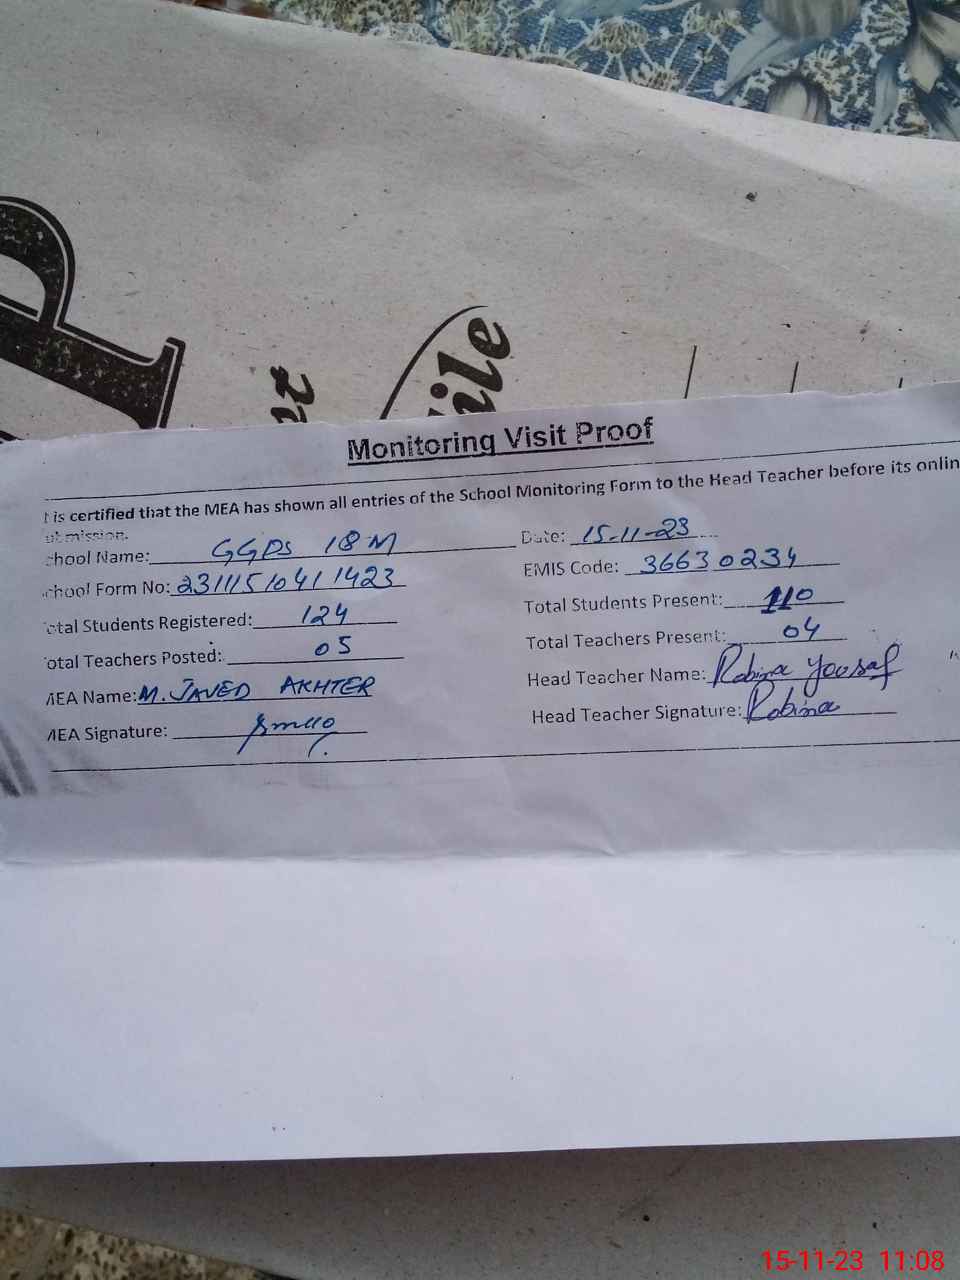 ile
Monitoring Visit Proof
t is certified that the MEA has shown all entries of the School Monitoring Form to the Head Teacher before its onlin
ubmission.
chool Name: GGPS 18 M Date: 15-11-23
chool Form No: 23111510411423 EMIS Code: 36630234
otal Students Registered: 124 Total Students Present: 110
otal Teachers Posted: 05 Total Teachers Present: 04
MEA Name: M. JAVED AKHTER Head Teacher Name: Robina Yousaf
MEA Signature: Head Teacher Signature: Robina
15-11-23 11:08